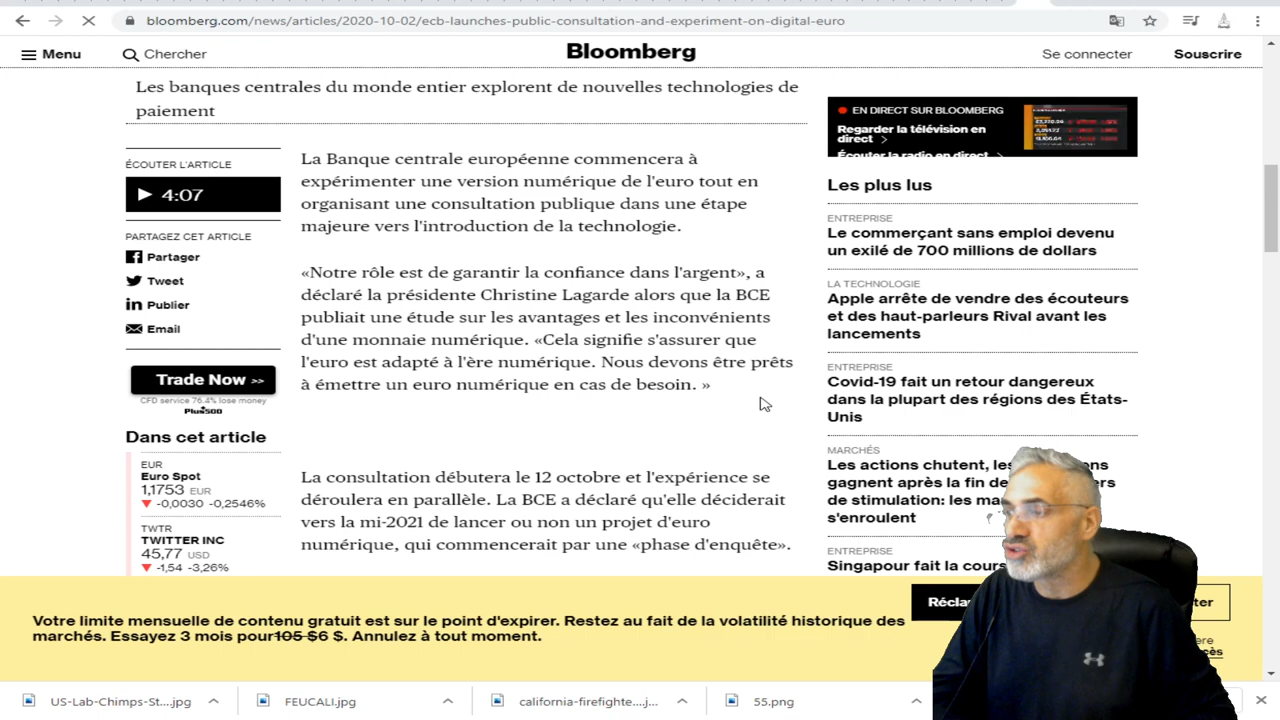 bloomberg.com/news/articles/2020-10-02/ecb-launches-public-consultation-and-experiment-on-digital-euro
Menu
Chercher
Bloomberg
Se connecter
Souscrire
Les banques centrales du monde entier explorent de nouvelles technologies de
paiement
ÉCOUTER L'ARTICLE
4:07
PARTAGEZ CET ARTICLE
Partager
Tweet
Publier
Email
Trade Now >>
CFD service 76.4% lose money
Plus500
Dans cet article
EUR
Euro Spot
1,1753 EUR
-0,0030 -0,2546%
TWTR
TWITTER INC
45,77 USD
-1,54 -3,26%
La Banque centrale européenne commencera à
expérimenter une version numérique de l'euro tout en
organisant une consultation publique dans une étape
majeure vers l'introduction de la technologie.
«Notre rôle est de garantir la confiance dans l'argent», a
déclaré la présidente Christine Lagarde alors que la BCE
publiait une étude sur les avantages et les inconvénients
d'une monnaie numérique. «Cela signifie s'assurer que
l'euro est adapté à l'ère numérique. Nous devons être prêts
à émettre un euro numérique en cas de besoin. »
La consultation débutera le 12 octobre et l'expérience se
déroulera en parallèle. La BCE a déclaré qu'elle déciderait
vers la mi-2021 de lancer ou non un projet d'euro
numérique, qui commencerait par une «phase d'enquête».
EN DIRECT SUR BLOOMBERG
Regarder la télévision en
direct >
Écouter la radio en direct >
Les plus lus
ENTREPRISE
Le commerçant sans emploi devenu
un exilé de 700 millions de dollars
LA TECHNOLOGIE
Apple arrête de vendre des écouteurs
et des haut-parleurs Rival avant les
lancements
ENTREPRISE
Covid-19 fait un retour dangereux
dans la plupart des régions des États-
Unis
MARCHÉS
Les actions chutent, les
gagnent après la fin de
de stimulation: les
s'enroulent
ENTREPRISE
Singapour fait la cours
Votre limite mensuelle de contenu gratuit est sur le point d'expirer. Restez au fait de la volatilité historique des
marchés. Essayez 3 mois pour 105 $6 $. Annulez à tout moment.
US-Lab-Chimps-St....jpg
FEUCALI.jpg
california-firefighte....j...
55.png